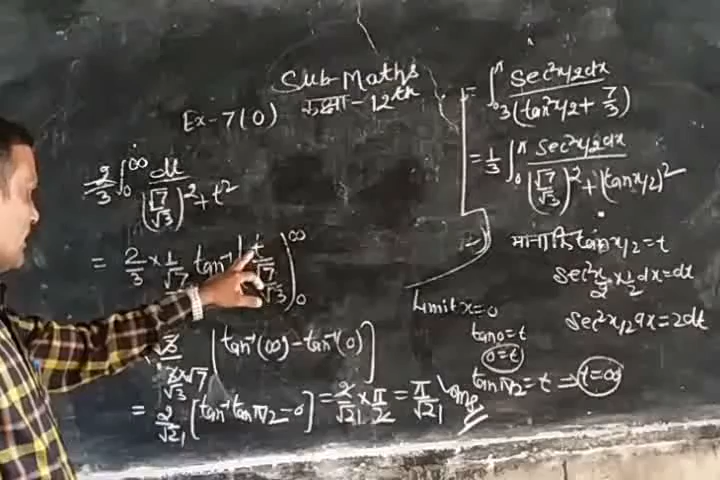 Sub-Maths
कक्षा-12th
Ex-7(0)
= ∫₀^π sec²x/2 dx / 3(tan²x/2 + 7/3)
= 1/3 ∫₀^π sec²x/2 dx / (√7/√3)² + (tan x/2)²
माना कि tan x/2 = t
sec²x/2 × 1/2 dx = dt
sec²x/2 dx = 2dt
Limit x=0
tan0 = t
0 = t
tan π/2 = t ⇒ t = ∞
2/3 ∫₀^∞ dt / (√7/√3)² + t²
= 2/3 × 1/√7 tan⁻¹ (t / √7/√3)₀^∞
[tan⁻¹(∞) - tan⁻¹(0)]
= 2/√21 [tan⁻¹ tan π/2 - 0] = 2/√21 × π/2 = π/√21 Ans